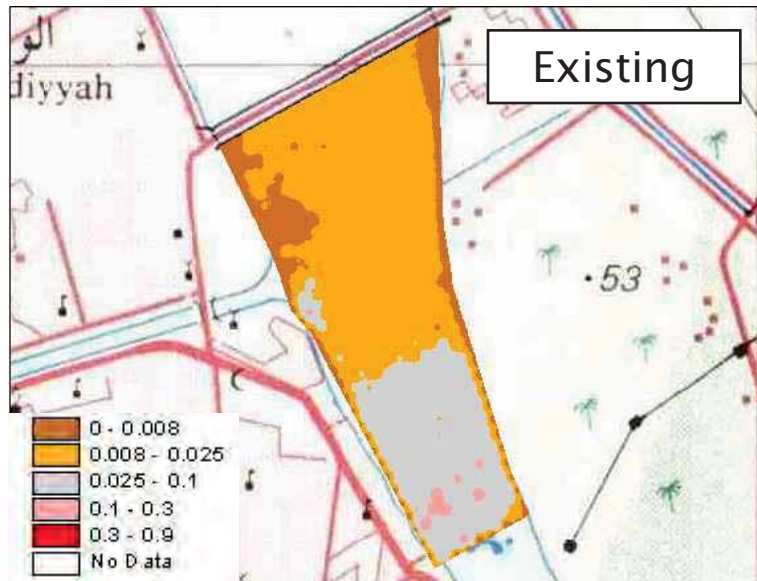 الو
diyyah
Existing
53
0 - 0.008
0.008 - 0.025
0.025 - 0.1
0.1 - 0.3
0.3 - 0.9
No Data